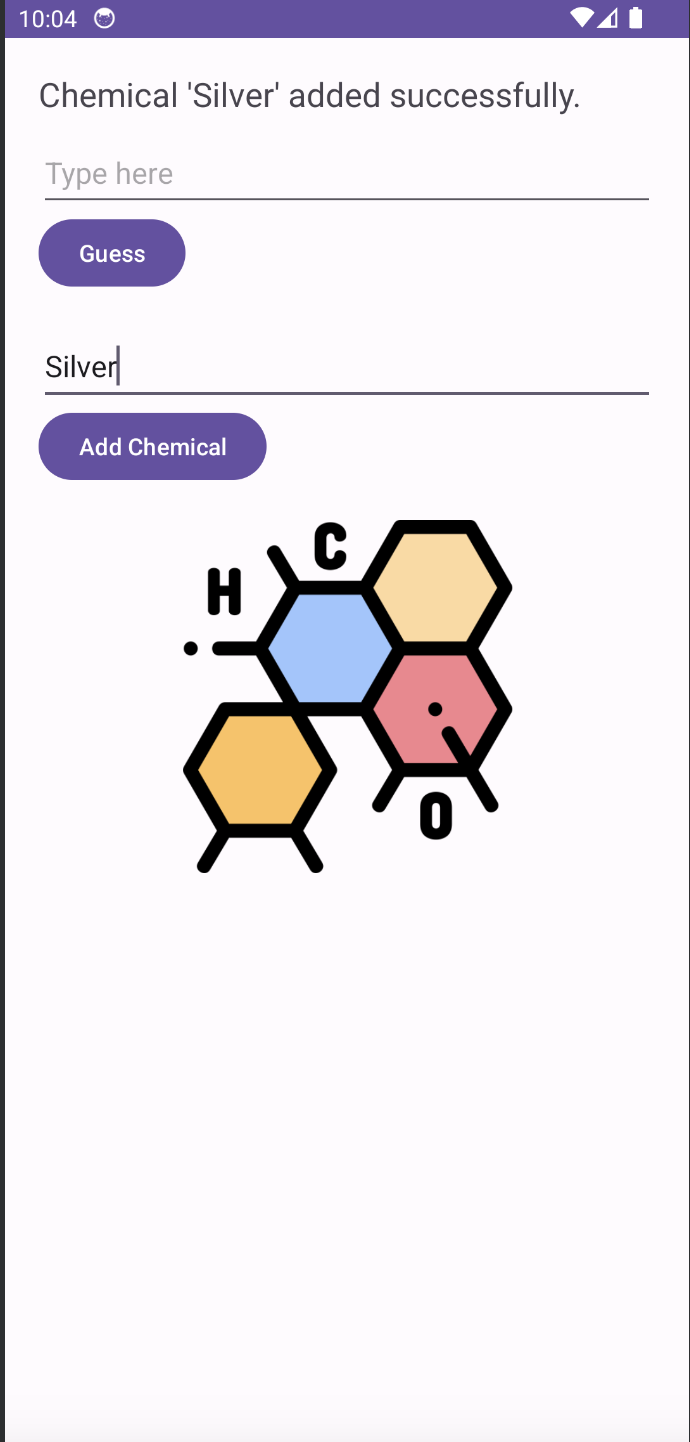 10:04
Chemical 'Silver' added successfully.
Type here
Guess
Silver
Add Chemical
C
H
O